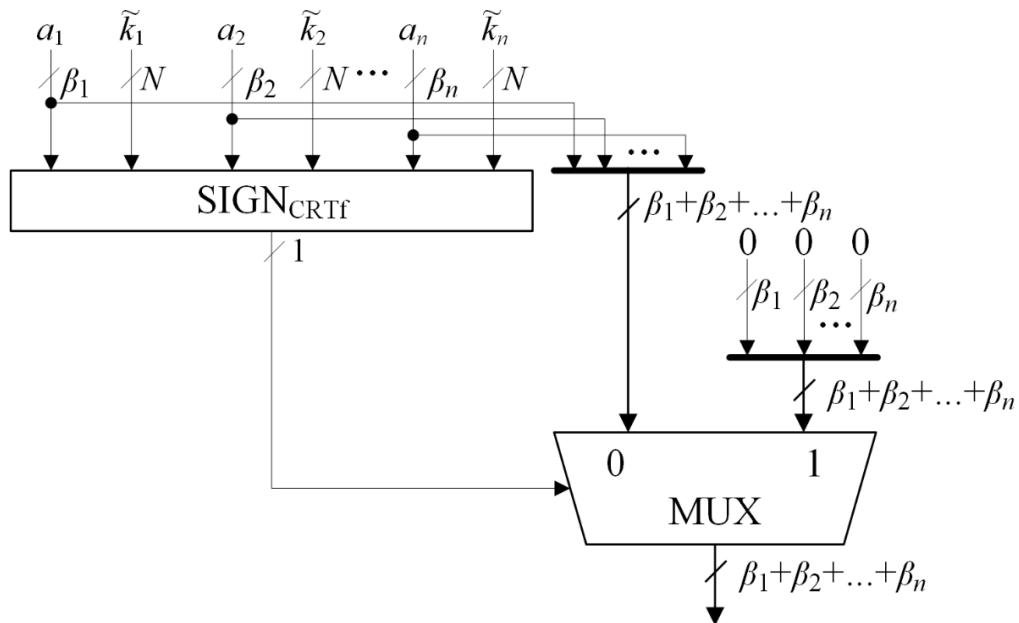 a₁ k̃₁ a₂ k̃₂ aₙ k̃ₙ
β₁ N β₂ N ... βₙ N
...
SIGN_CRTf
β₁+β₂+...+βₙ
1
0 0 0
β₁ β₂ βₙ
...
β₁+β₂+...+βₙ
0 1
MUX
β₁+β₂+...+βₙ